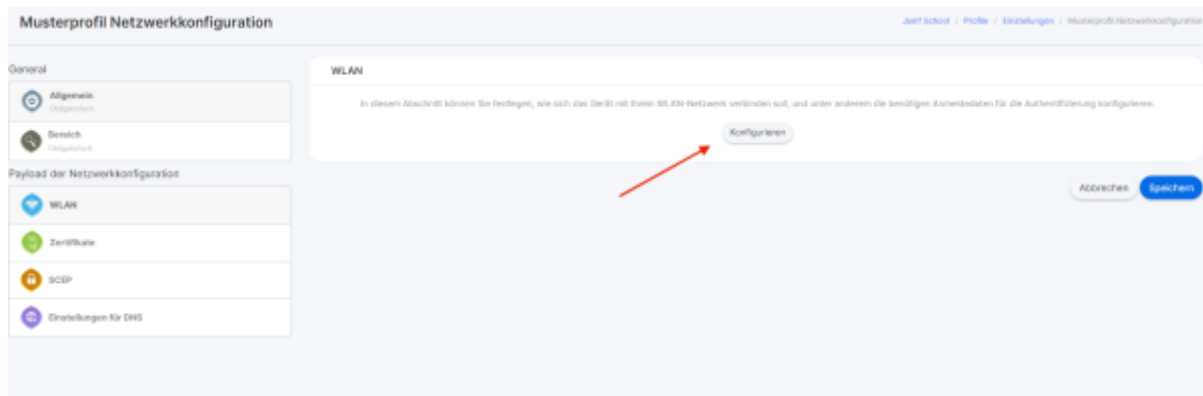 Musterprofil Netzwerkkonfiguration
Jamf School / Profile / Einstellungen / Musterprofil Netzwerkkonfiguration
General
Allgemein
Obligatorisch
Bereich
Obligatorisch
Payload der Netzwerkkonfiguration
WLAN
Zertifikate
SCEP
Einstellungen für DNS
WLAN
In diesem Abschnitt können Sie festlegen, wie sich das Gerät mit Ihrem WLAN-Netzwerk verbinden soll, und unter anderem die benötigen Anmeldedaten für die Authentifizierung konfigurieren.
Konfigurieren
Abbrechen
Speichern